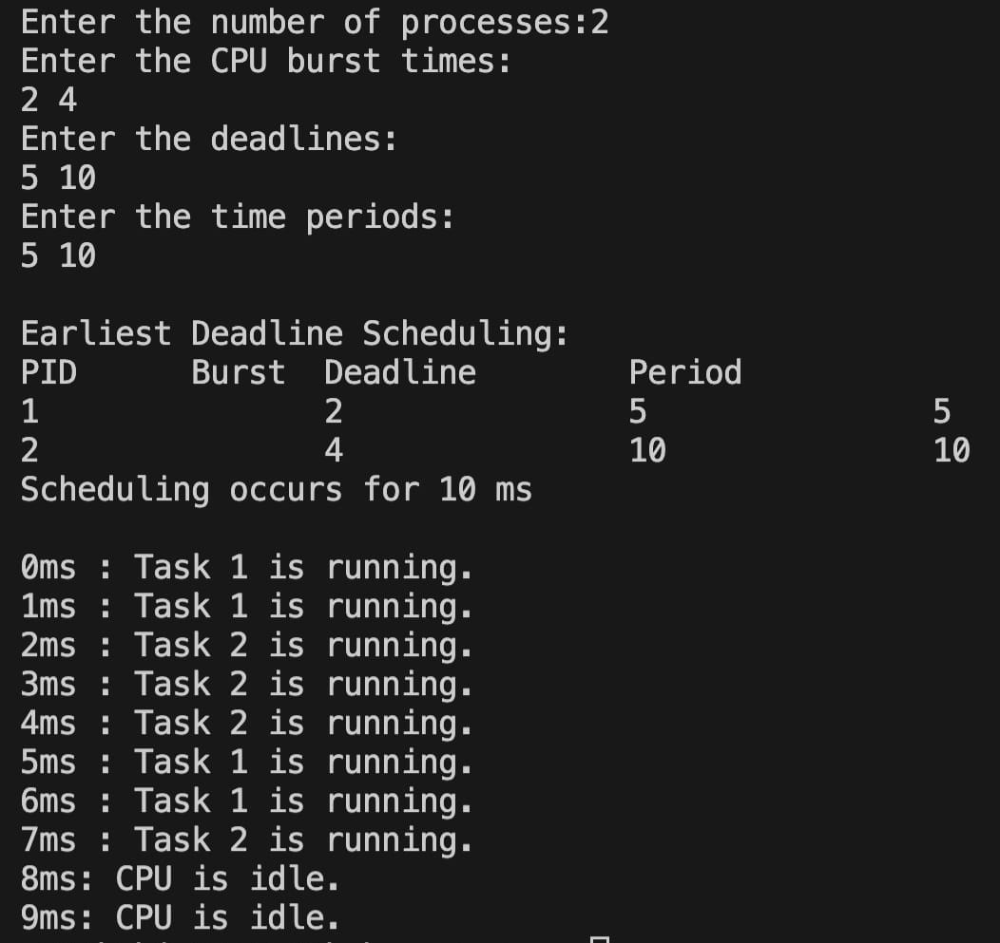 Enter the number of processes:2
Enter the CPU burst times:
2 4
Enter the deadlines:
5 10
Enter the time periods:
5 10
Earliest Deadline Scheduling:
PID Burst Deadline Period
1 2 5 5
2 4 10 10
Scheduling occurs for 10 ms
0ms : Task 1 is running.
1ms : Task 1 is running.
2ms : Task 2 is running.
3ms : Task 2 is running.
4ms : Task 2 is running.
5ms : Task 1 is running.
6ms : Task 1 is running.
7ms : Task 2 is running.
8ms: CPU is idle.
9ms: CPU is idle.